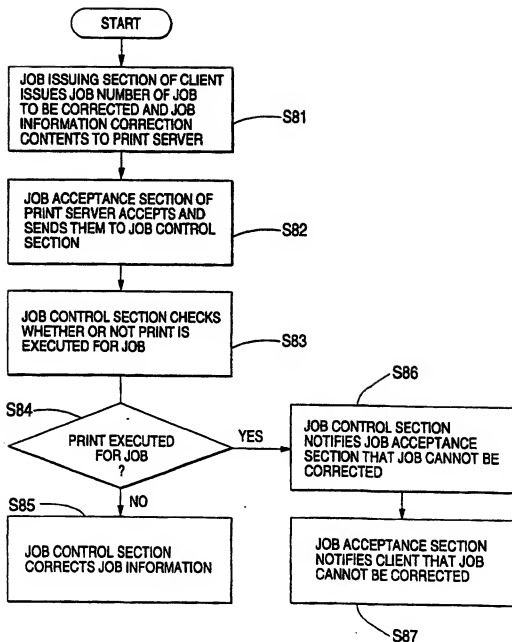 START
JOB ISSUING SECTION OF CLIENT
ISSUES JOB NUMBER OF JOB
TO BE CORRECTED AND JOB
INFORMATION CORRECTION
CONTENTS TO PRINT SERVER
S81
JOB ACCEPTANCE SECTION OF
PRINT SERVER ACCEPTS AND
SENDS THEM TO JOB CONTROL
SECTION
S82
JOB CONTROL SECTION CHECKS
WHETHER OR NOT PRINT IS
EXECUTED FOR JOB
S83
S84
PRINT EXECUTED
FOR JOB
?
YES
NO
S86
JOB CONTROL SECTION
NOTIFIES JOB ACCEPTANCE
SECTION THAT JOB CANNOT BE
CORRECTED
S85
JOB CONTROL SECTION
CORRECTS JOB INFORMATION
JOB ACCEPTANCE SECTION
NOTIFIES CLIENT THAT JOB
CANNOT BE CORRECTED
S87